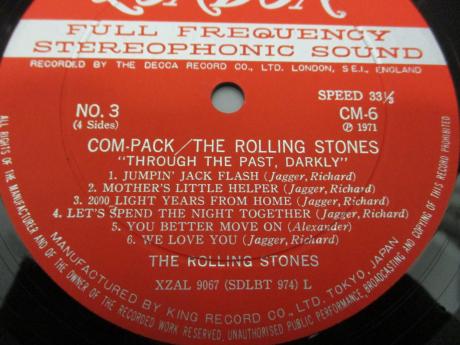 LONDON
FULL FREQUENCY
STEREOPHONIC SOUND
RECORDED BY THE DECCA RECORD CO., LTD. LONDON, S.E.I., ENGLAND
NO. 3
(4 Sides)
SPEED 33⅓
CM-6
Ⓟ 1971
COM-PACK/THE ROLLING STONES
"THROUGH THE PAST, DARKLY"
1. JUMPIN' JACK FLASH (Jagger, Richard)
2. MOTHER'S LITTLE HELPER (Jagger, Richard)
3. 2000 LIGHT YEARS FROM HOME (Jagger, Richard)
4. LET'S SPEND THE NIGHT TOGETHER (Jagger, Richard)
5. YOU BETTER MOVE ON (Alexander)
6. WE LOVE YOU (Jagger, Richard)
THE ROLLING STONES
XZAL 9067 (SDLBT 974) L
MANUFACTURED BY KING RECORD CO., LTD. TOKYO, JAPAN
ALL RIGHTS OF THE MANUFACTURER AND OF THE OWNER OF THE RECORDED WORK RESERVED, UNAUTHORISED PUBLIC PERFORMANCE, BROADCASTING AND COPYING OF THIS RECORD PROHIBITED